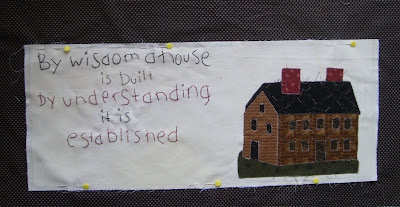 By wisdom a house
is built
by understanding
it is
established